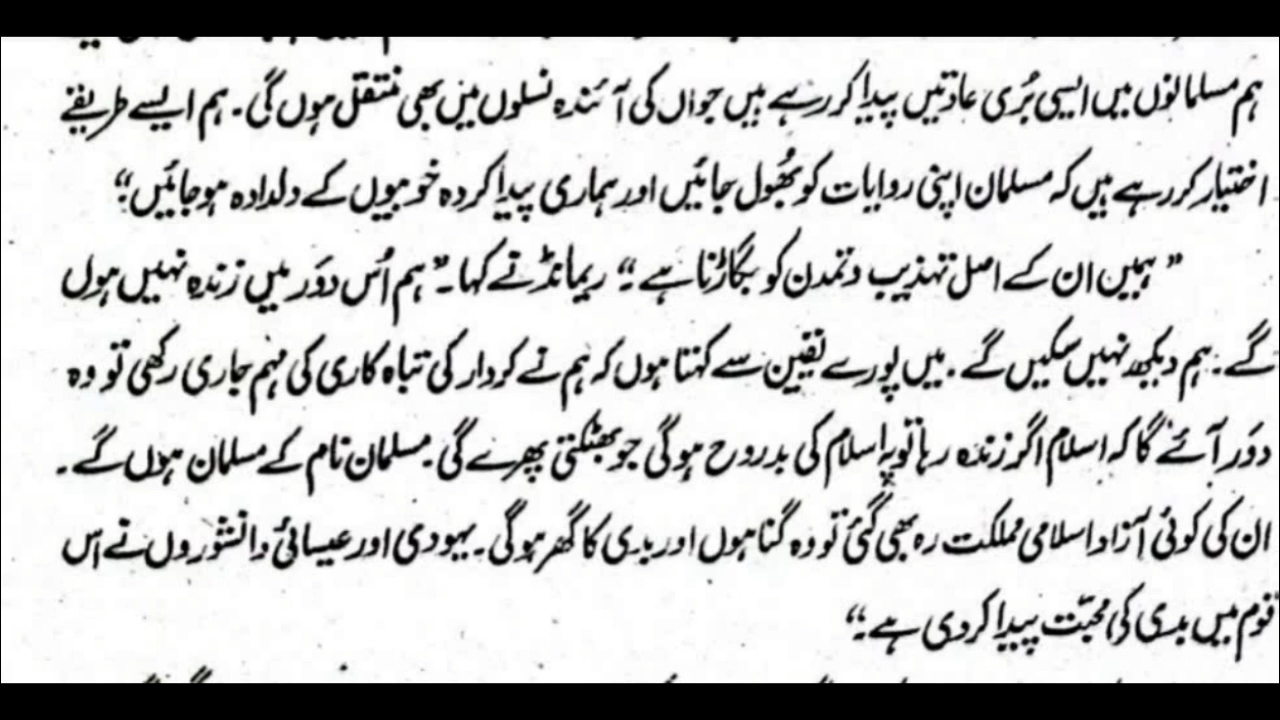 ہم مسلمانوں میں ایسی بُری عادتیں پیدا کر رہے ہیں جو ان کی آئندہ نسلوں میں بھی منتقل ہوں گی۔ ہم ایسے طریقے
اختیار کر رہے ہیں کہ مسلمان اپنی روایات کو بھُول جائیں اور ہماری پیدا کردہ خوبیوں کے دلدادہ ہو جائیں“
”ہمیں ان کے اصل تہذیب و تمدن کو بگاڑنا ہے۔“ ریمانڈ نے کہا۔ ”ہم اُس دَور میں زندہ نہیں ہوں
گے۔ ہم دیکھ نہیں سکیں گے۔ میں پورے یقین سے کہتا ہوں کہ ہم نے کردار کی تباہ کاری کی مہم جاری رکھی تو وہ
دَور آئے گا کہ اسلام اگر زندہ رہا تو یہ اسلام کی بدروح ہوگی جو بھٹکتی پھرے گی۔ مسلمان نام کے مسلمان ہوں گے۔
ان کی کوئی آزاد اسلامی مملکت رہ بھی گئی تو وہ گناہوں اور بدی کا گھر ہوگی۔ یہودی اور عیسائی دانشوروں نے اس
قوم میں بدی کی محبّت پیدا کردی ہے۔“